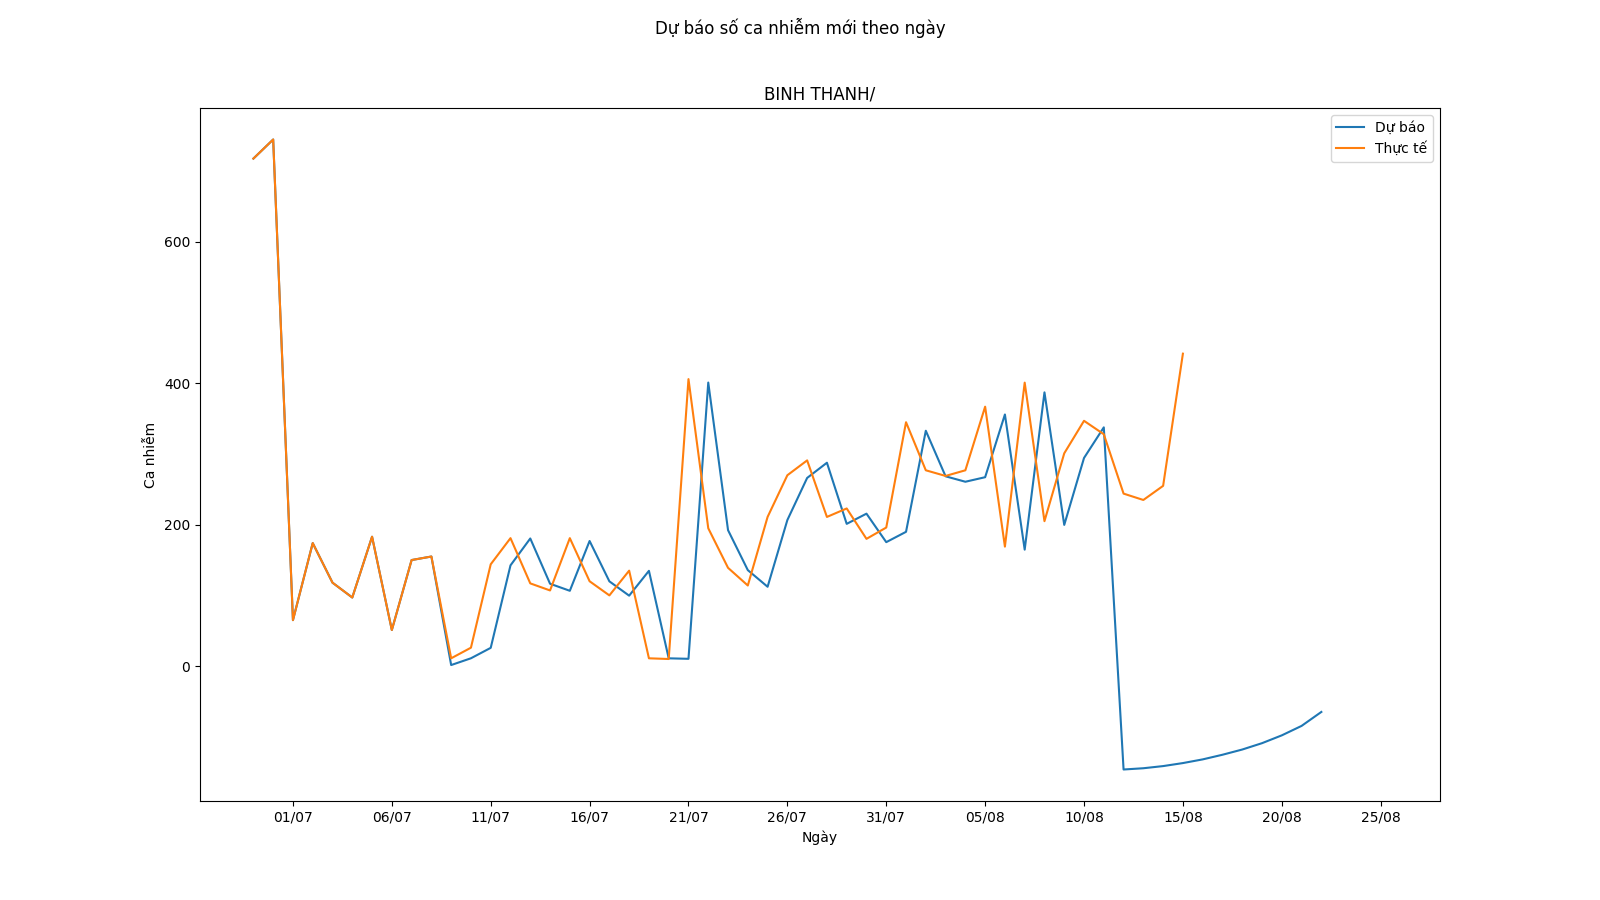 Dự báo số ca nhiễm mới theo ngày
BINH THANH/
Dự báo
Thực tế
600
400
200
0
Ca nhiễm
01/07
06/07
11/07
16/07
21/07
26/07
31/07
05/08
10/08
15/08
20/08
25/08
Ngày